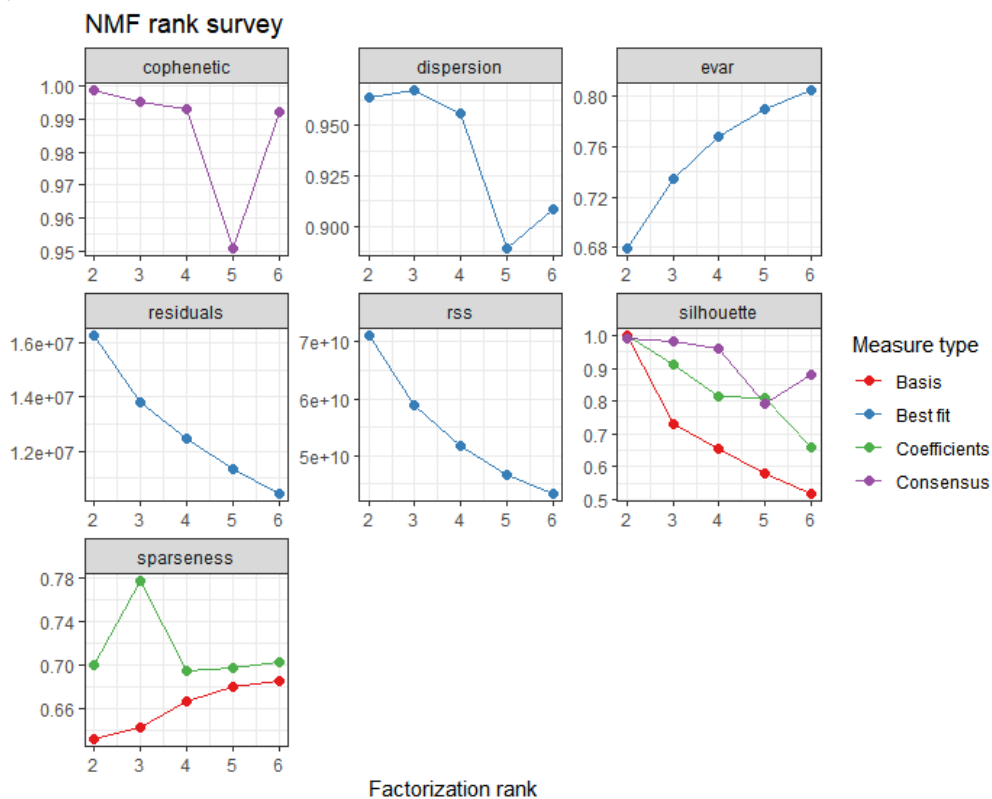 NMF rank survey
cophenetic
dispersion
evar
1.00
0.99
0.98
0.97
0.96
0.95
2 3 4 5 6
0.950
0.925
0.900
2 3 4 5 6
0.80
0.76
0.72
0.68
2 3 4 5 6
residuals
rss
silhouette
1.6e+07
1.4e+07
1.2e+07
2 3 4 5 6
7e+10
6e+10
5e+10
2 3 4 5 6
1.0
0.9
0.8
0.7
0.6
0.5
2 3 4 5 6
Measure type
Basis
Best fit
Coefficients
Consensus
sparseness
0.78
0.74
0.70
0.66
2 3 4 5 6
Factorization rank